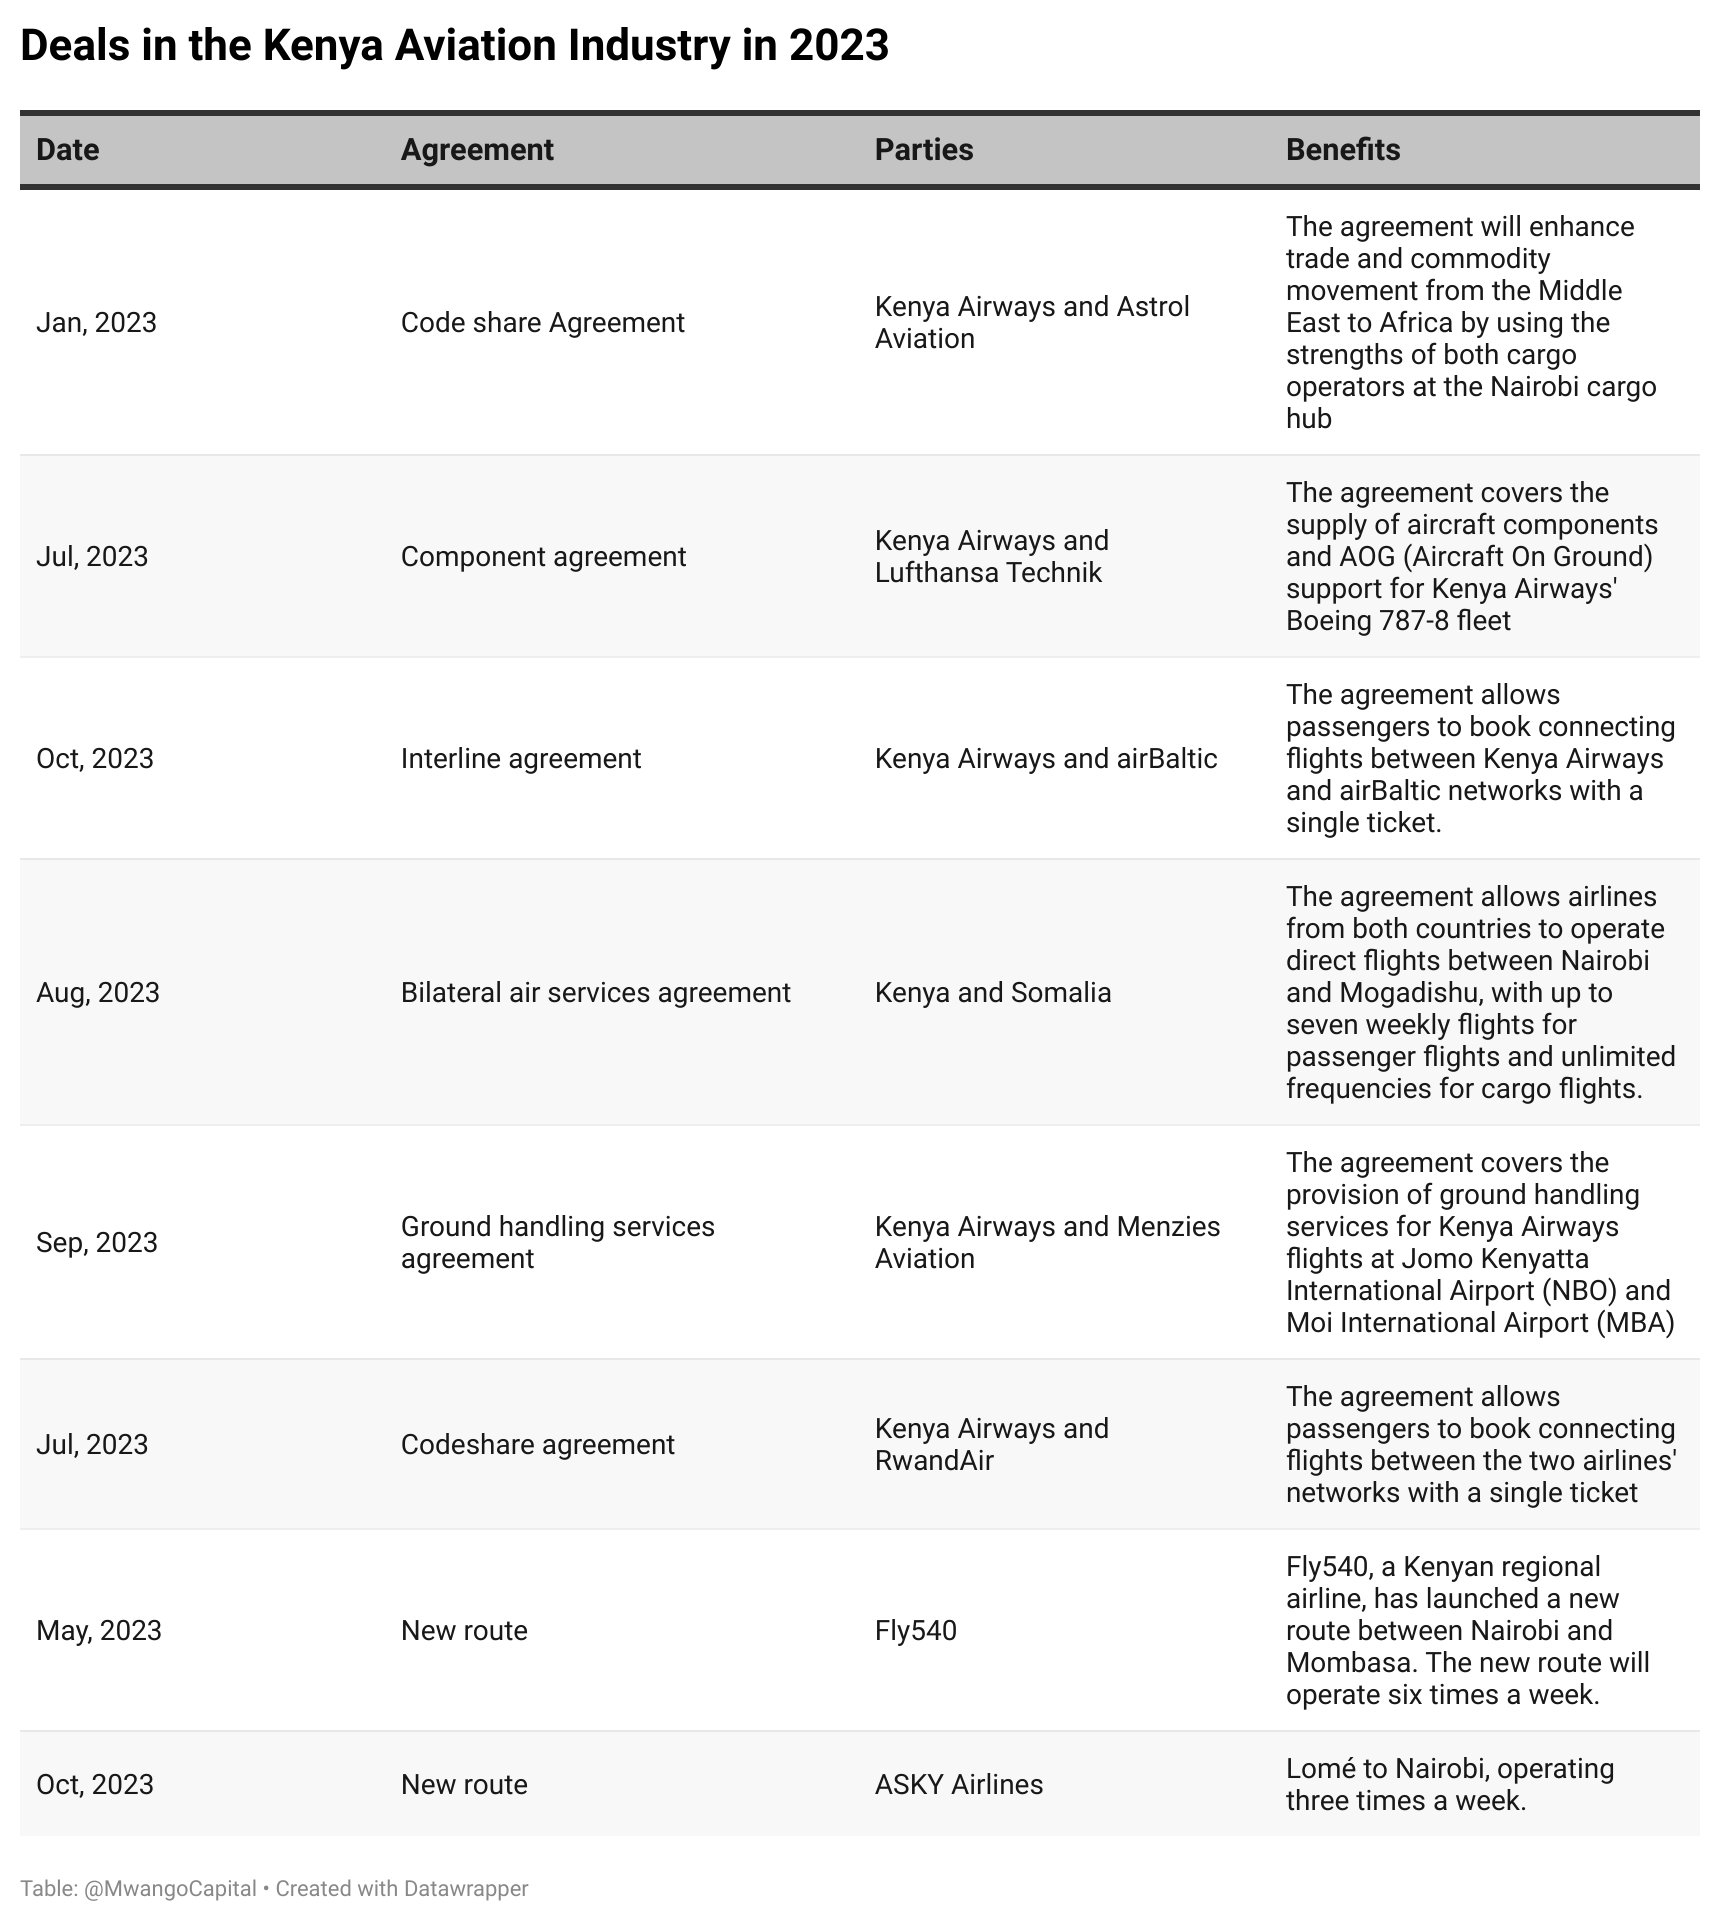 Deals in the Kenya Aviation Industry in 2023
Date Agreement Parties Benefits
Jan, 2023
Code share Agreement
Kenya Airways and Astrol
Aviation
The agreement will enhance
trade and commodity
movement from the Middle
East to Africa by using the
strengths of both cargo
operators at the Nairobi cargo
hub
Jul, 2023
Component agreement
Kenya Airways and
Lufthansa Technik
The agreement covers the
supply of aircraft components
and AOG (Aircraft On Ground)
support for Kenya Airways'
Boeing 787-8 fleet
Oct, 2023
Interline agreement
Kenya Airways and airBaltic
The agreement allows
passengers to book connecting
flights between Kenya Airways
and airBaltic networks with a
single ticket.
Aug, 2023
Bilateral air services agreement
Kenya and Somalia
The agreement allows airlines
from both countries to operate
direct flights between Nairobi
and Mogadishu, with up to
seven weekly flights for
passenger flights and unlimited
frequencies for cargo flights.
Sep, 2023
Ground handling services
agreement
Kenya Airways and Menzies
Aviation
The agreement covers the
provision of ground handling
services for Kenya Airways
flights at Jomo Kenyatta
International Airport (NBO) and
Moi International Airport (MBA)
Jul, 2023
Codeshare agreement
Kenya Airways and
RwandAir
The agreement allows
passengers to book connecting
flights between the two airlines'
networks with a single ticket
May, 2023
New route
Fly540
Fly540, a Kenyan regional
airline, has launched a new
route between Nairobi and
Mombasa. The new route will
operate six times a week.
Oct, 2023
New route
ASKY Airlines
Lomé to Nairobi, operating
three times a week.
Table: @MwangoCapital • Created with Datawrapper